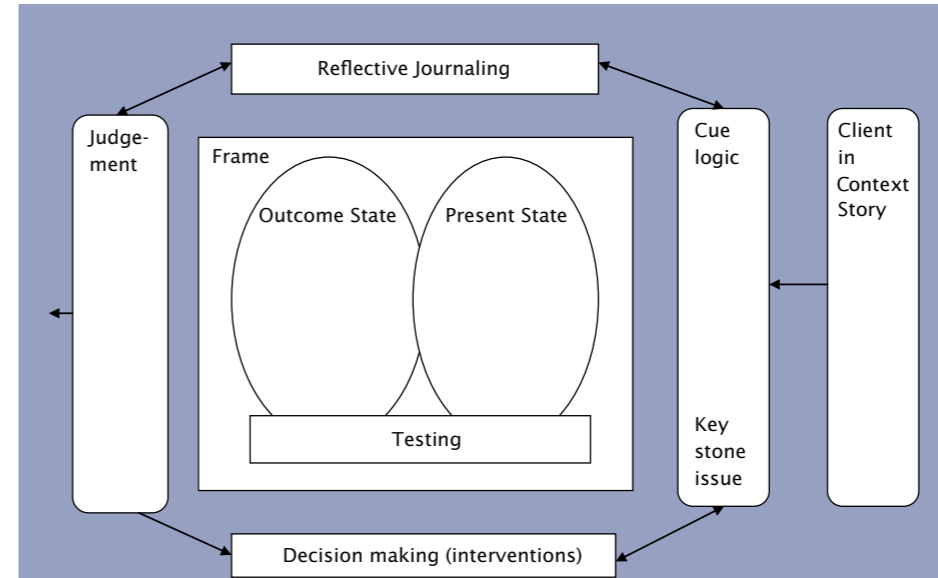 Reflective Journaling
Judge-
ment
Frame
Outcome State
Present State
Testing
Cue
logic
Key
stone
issue
Client
in
Context
Story
Decision making (interventions)